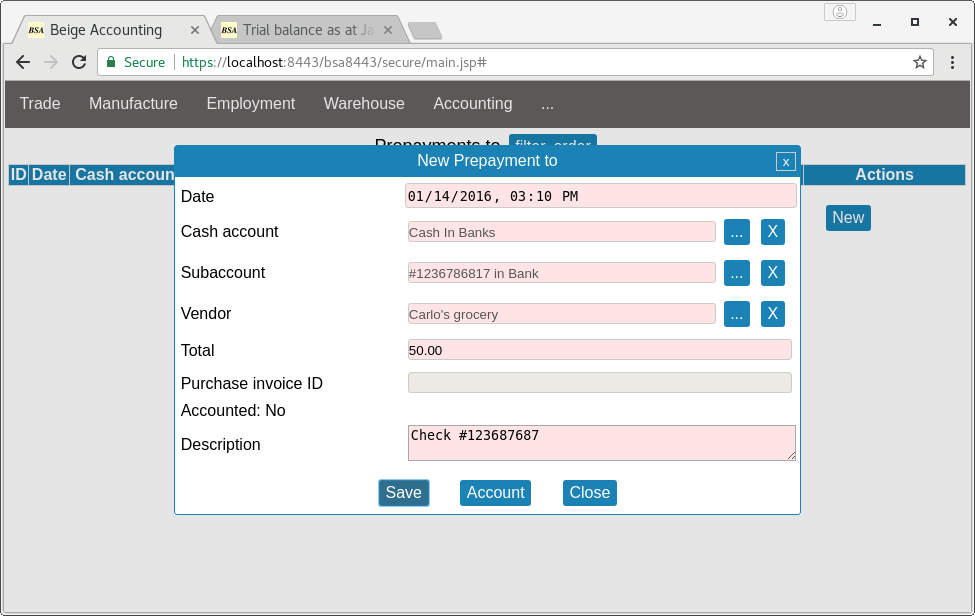 BSA Beige Accounting × BSA Trial balance as at Ja ×
Secure https://localhost:8443/bsa8443/secure/main.jsp#
Trade Manufacture Employment Warehouse Accounting ...
Prepayments to filter, order
ID Date Cash accoun Actions
New
New Prepayment to x
Date 01/14/2016, 03:10 PM
Cash account Cash In Banks ... X
Subaccount #1236786817 in Bank ... X
Vendor Carlo's grocery ... X
Total 50.00
Purchase invoice ID
Accounted: No
Description Check #123687687
Save Account Close